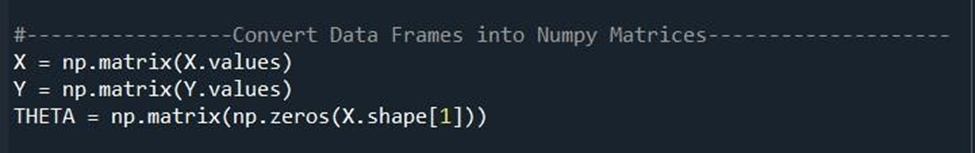 #-----------------Convert Data Frames into Numpy Matrices--------------------
X = np.matrix(X.values)
Y = np.matrix(Y.values)
THETA = np.matrix(np.zeros(X.shape[1]))